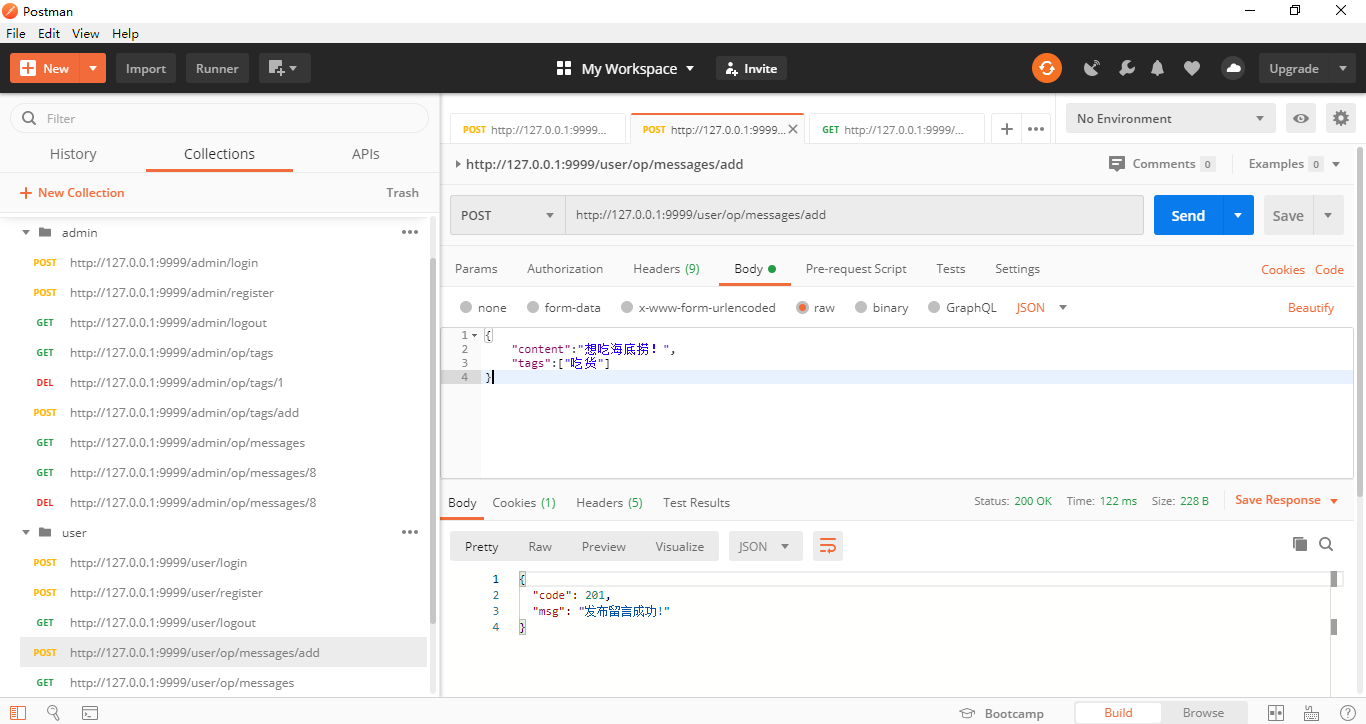 Postman
File Edit View Help
New Import Runner My Workspace Invite Upgrade
Filter
History Collections APIs
New Collection Trash
admin
POST http://127.0.0.1:9999/admin/login
POST http://127.0.0.1:9999/admin/register
GET http://127.0.0.1:9999/admin/logout
GET http://127.0.0.1:9999/admin/op/tags
DEL http://127.0.0.1:9999/admin/op/tags/1
POST http://127.0.0.1:9999/admin/op/tags/add
GET http://127.0.0.1:9999/admin/op/messages
GET http://127.0.0.1:9999/admin/op/messages/8
DEL http://127.0.0.1:9999/admin/op/messages/8
user
POST http://127.0.0.1:9999/user/login
POST http://127.0.0.1:9999/user/register
GET http://127.0.0.1:9999/user/logout
POST http://127.0.0.1:9999/user/op/messages/add
GET http://127.0.0.1:9999/user/op/messages
POST http://127.0.0.1:9999... POST http://127.0.0.1:9999... GET http://127.0.0.1:9999/... No Environment
http://127.0.0.1:9999/user/op/messages/add Comments 0 Examples 0
POST http://127.0.0.1:9999/user/op/messages/add Send Save
Params Authorization Headers (9) Body Pre-request Script Tests Settings Cookies Code
none form-data x-www-form-urlencoded raw binary GraphQL JSON Beautify
1 {
2 "content":"想吃海底捞！",
3 "tags":["吃货"]
4 }
Body Cookies (1) Headers (5) Test Results Status: 200 OK Time: 122 ms Size: 228 B Save Response
Pretty Raw Preview Visualize JSON
1 {
2 "code": 201,
3 "msg": "发布留言成功!"
4 }
Bootcamp Build Browse